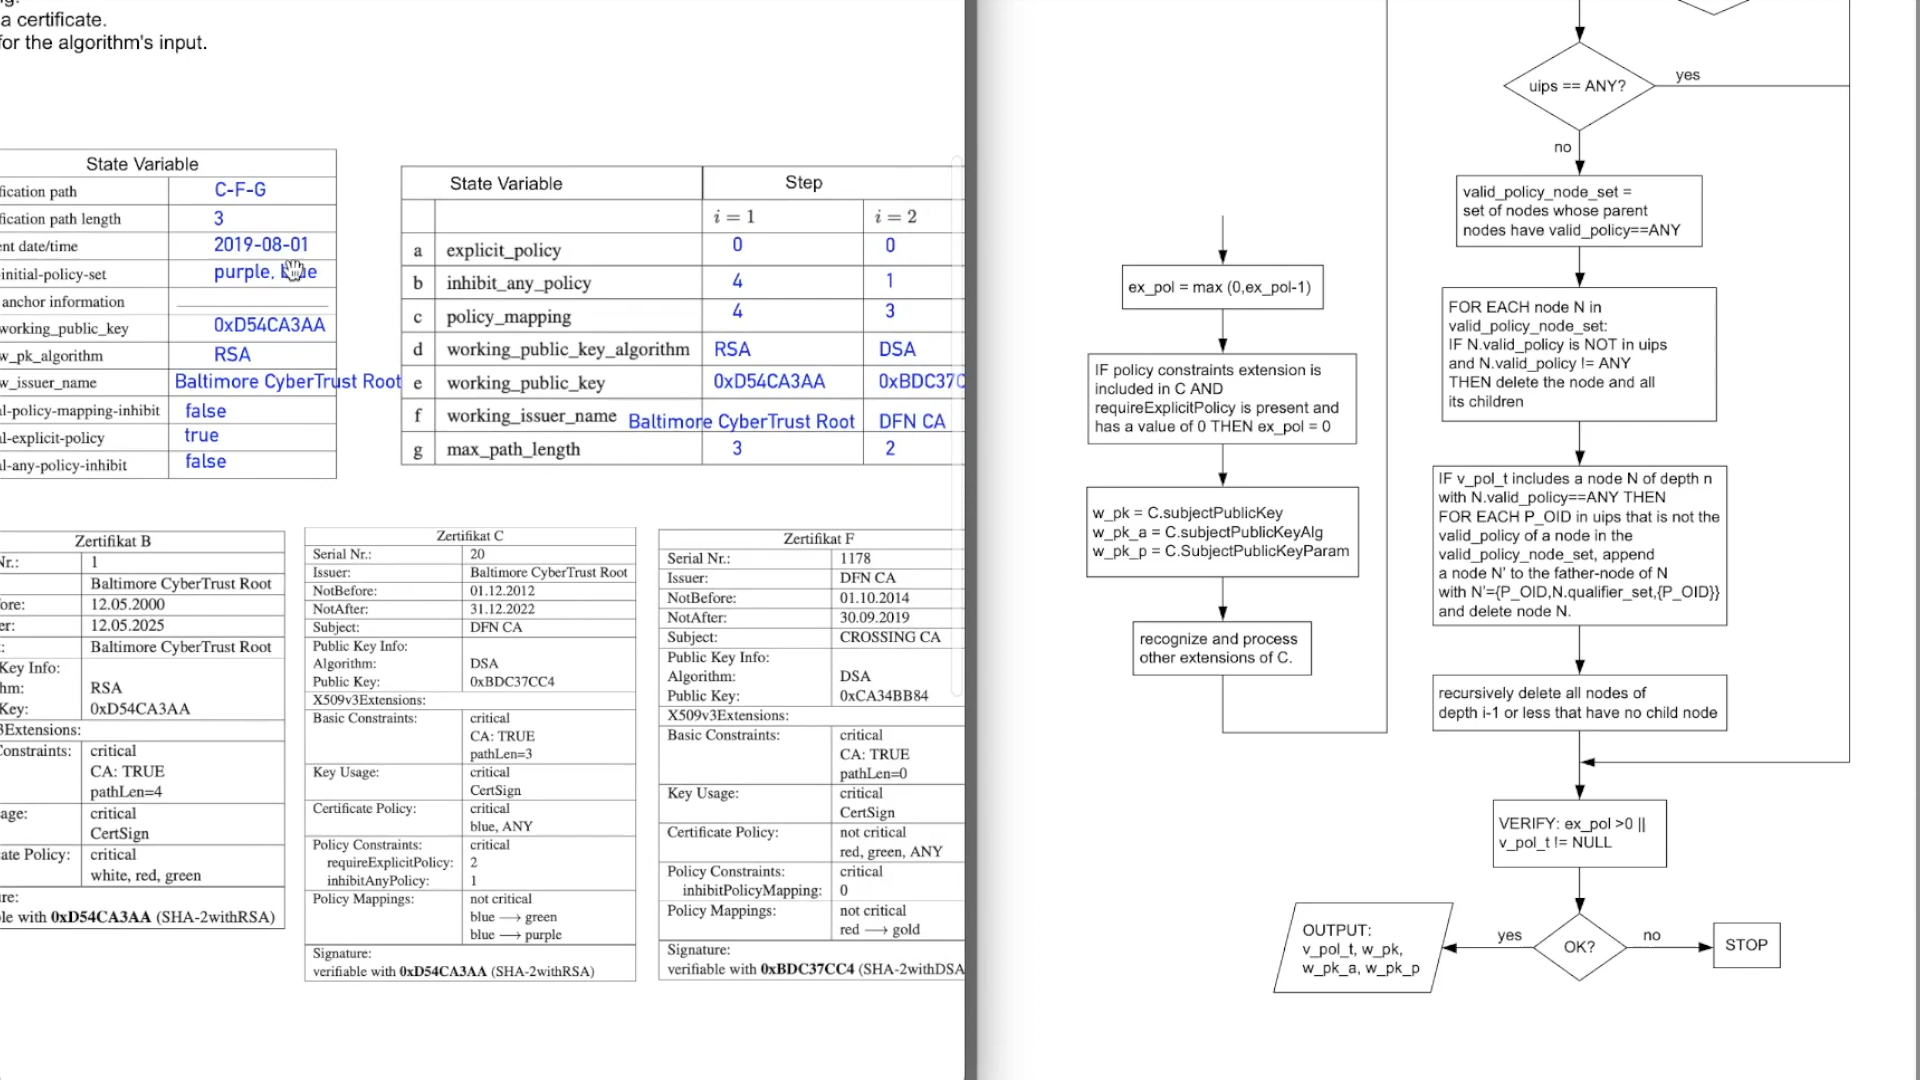 a certificate.
for the algorithm's input.
State Variable
fication path C-F-G
fication path length 3
nt date/time 2019-08-01
-initial-policy-set purple,
anchor information
working_public_key 0xD54CA3AA
w_pk_algorithm RSA
w_issuer_name Baltimore CyberTrust Root
al-policy-mapping-inhibit false
al-explicit-policy true
al-any-policy-inhibit false
State Variable Step
i = 1 i = 2
a explicit_policy 0 0
b inhibit_any_policy 4 1
c policy_mapping 4 3
d working_public_key_algorithm RSA DSA
e working_public_key 0xD54CA3AA 0xBDC37C
f working_issuer_name Baltimore CyberTrust Root DFN CA
g max_path_length 3 2
Zertifikat B
Nr.: 1
Baltimore CyberTrust Root
ore: 12.05.2000
er: 12.05.2025
: Baltimore CyberTrust Root
Key Info:
hm: RSA
Key: 0xD54CA3AA
3Extensions:
Constraints: critical
CA: TRUE
pathLen=4
age: critical
CertSign
ate Policy: critical
white, red, green
re:
le with 0xD54CA3AA (SHA-2withRSA)
Zertifikat C
Serial Nr.: 20
Issuer: Baltimore CyberTrust Root
NotBefore: 01.12.2012
NotAfter: 31.12.2022
Subject: DFN CA
Public Key Info:
Algorithm: DSA
Public Key: 0xBDC37CC4
X509v3Extensions:
Basic Constraints: critical
CA: TRUE
pathLen=3
Key Usage: critical
CertSign
Certificate Policy: critical
blue, ANY
Policy Constraints: critical
requireExplicitPolicy: 2
inhibitAnyPolicy: 1
Policy Mappings: not critical
blue ⟶ green
blue ⟶ purple
Signature:
verifiable with 0xD54CA3AA (SHA-2withRSA)
Zertifikat F
Serial Nr.: 1178
Issuer: DFN CA
NotBefore: 01.10.2014
NotAfter: 30.09.2019
Subject: CROSSING CA
Public Key Info:
Algorithm: DSA
Public Key: 0xCA34BB84
X509v3Extensions:
Basic Constraints: critical
CA: TRUE
pathLen=0
Key Usage: critical
CertSign
Certificate Policy: not critical
red, green, ANY
Policy Constraints: critical
inhibitPolicyMapping: 0
Policy Mappings: not critical
red ⟶ gold
Signature:
verifiable with 0xBDC37CC4 (SHA-2withDSA
ex_pol = max (0,ex_pol-1)
IF policy constraints extension is
included in C AND
requireExplicitPolicy is present and
has a value of 0 THEN ex_pol = 0
w_pk = C.subjectPublicKey
w_pk_a = C.subjectPublicKeyAlg
w_pk_p = C.SubjectPublicKeyParam
recognize and process
other extensions of C.
uips == ANY?
yes
no
valid_policy_node_set =
set of nodes whose parent
nodes have valid_policy==ANY
FOR EACH node N in
valid_policy_node_set:
IF N.valid_policy is NOT in uips
and N.valid_policy != ANY
THEN delete the node and all
its children
IF v_pol_t includes a node N of depth n
with N.valid_policy==ANY THEN
FOR EACH P_OID in uips that is not the
valid_policy of a node in the
valid_policy_node_set, append
a node N' to the father-node of N
with N'={P_OID,N.qualifier_set,{P_OID}}
and delete node N.
recursively delete all nodes of
depth i-1 or less that have no child node
VERIFY: ex_pol >0 ||
v_pol_t != NULL
OK?
yes
no
STOP
OUTPUT:
v_pol_t, w_pk,
w_pk_a, w_pk_p